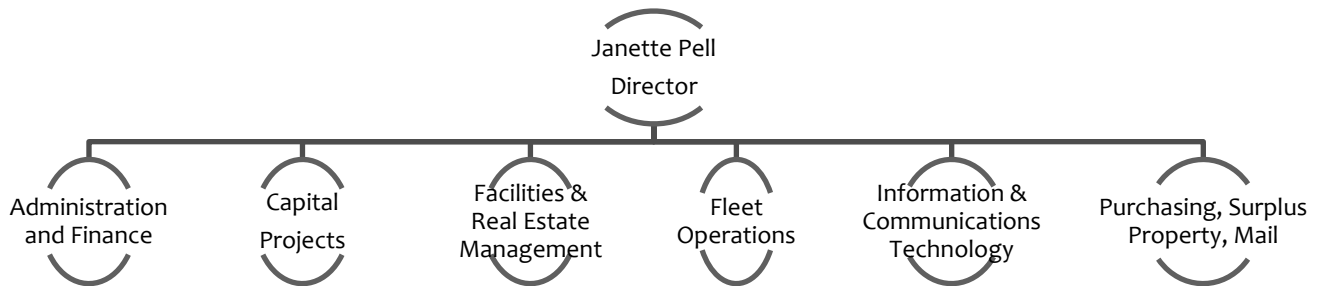 Janette Pell
Director
Administration
and Finance
Capital
Projects
Facilities &
Real Estate
Management
Fleet
Operations
Information &
Communications
Technology
Purchasing, Surplus
Property, Mail